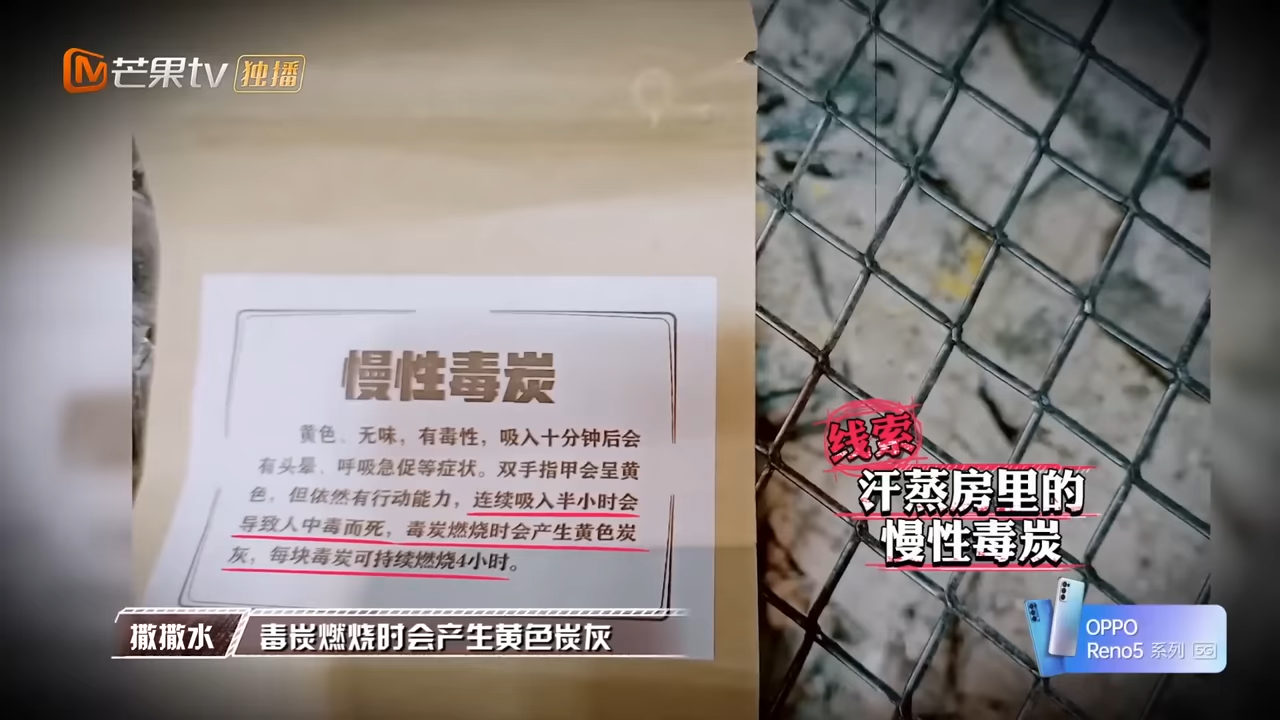 芒果tv 独播
慢性毒炭
黄色、无味，有毒性，吸入十分钟后会
有头晕、呼吸急促等症状。双手指甲会呈黄
色，但依然有行动能力，连续吸入半小时会
导致人中毒而死，毒炭燃烧时会产生黄色炭
灰，每块毒炭可持续燃烧4小时。
线索
汗蒸房里的
慢性毒炭
撒撒水 毒炭燃烧时会产生黄色炭灰
OPPO
Reno5 系列 5G